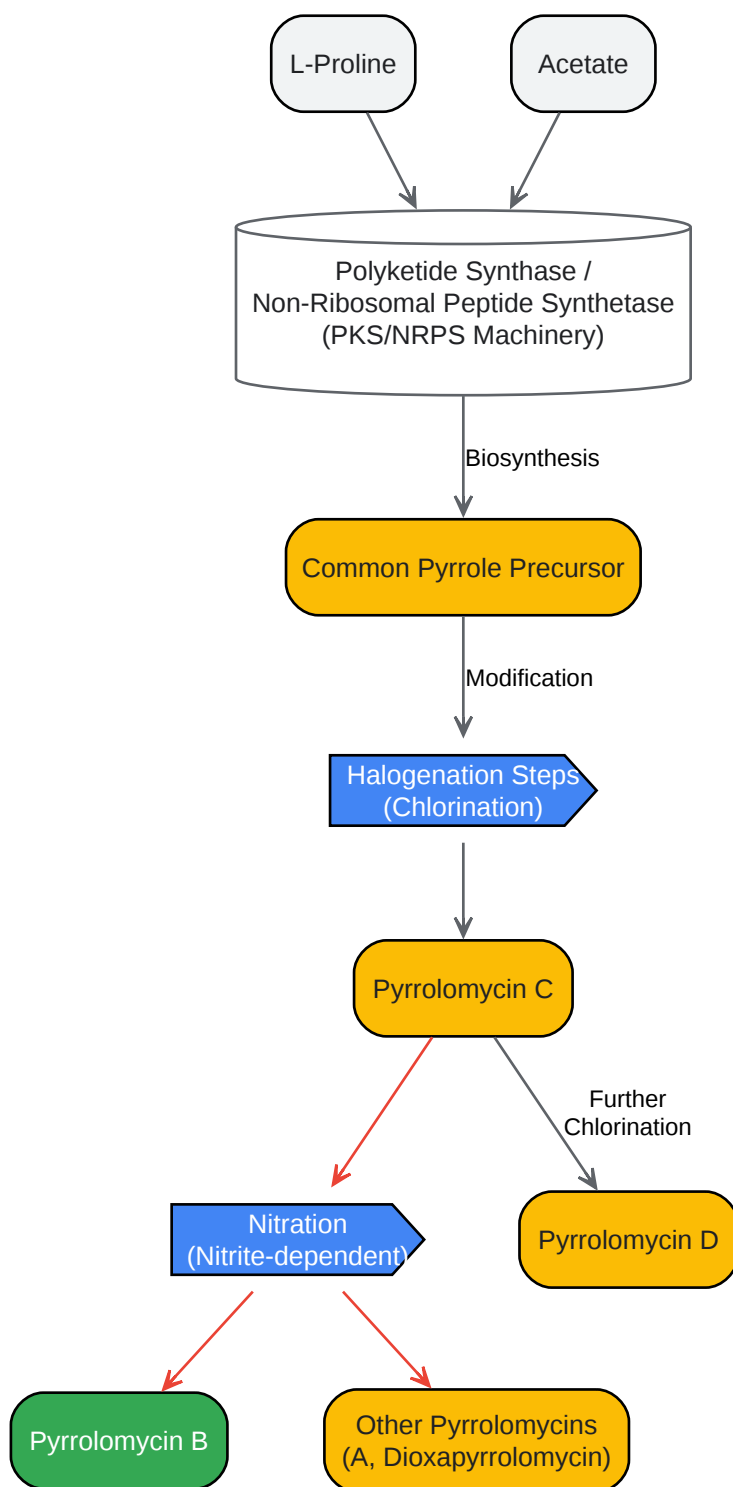 L-Proline
Acetate
Polyketide Synthase /
Non-Ribosomal Peptide Synthetase
(PKS/NRPS Machinery)
Biosynthesis
Common Pyrrole Precursor
Modification
Halogenation Steps
(Chlorination)
Pyrrolomycin C
Further
Chlorination
Nitration
(Nitrite-dependent)
Pyrrolomycin D
Pyrrolomycin B
Other Pyrrolomycins
(A, Dioxapyrrolomycin)